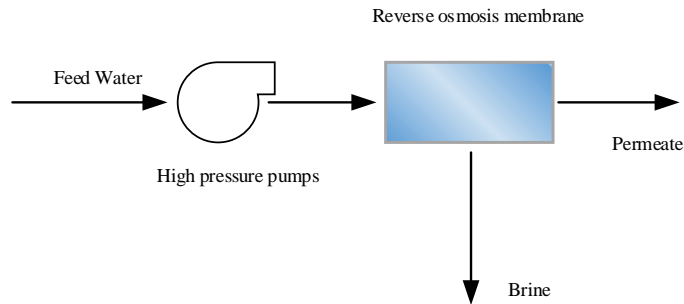 Reverse osmosis membrane
Feed Water
Permeate
High pressure pumps
Brine